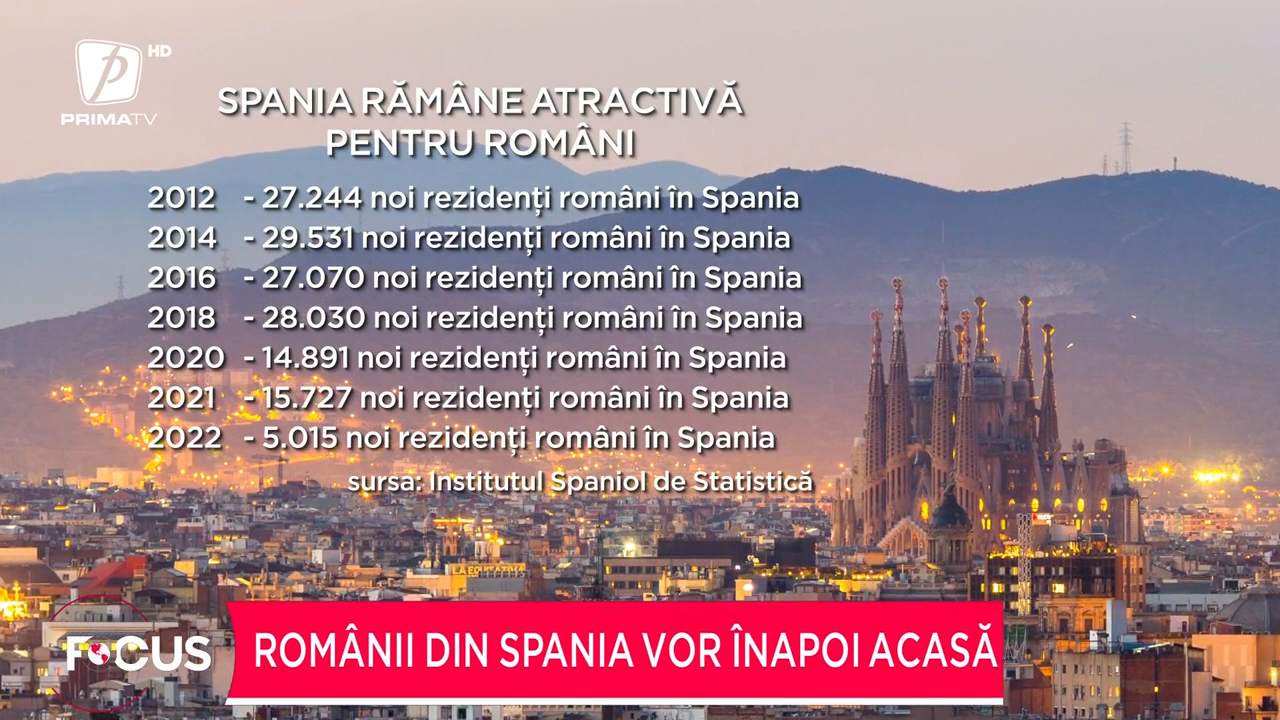 HD
PRIMATV
SPANIA RĂMÂNE ATRACTIVĂ
PENTRU ROMÂNI
2012 - 27.244 noi rezidenți români în Spania
2014 - 29.531 noi rezidenți români în Spania
2016 - 27.070 noi rezidenți români în Spania
2018 - 28.030 noi rezidenți români în Spania
2020 - 14.891 noi rezidenți români în Spania
2021 - 15.727 noi rezidenți români în Spania
2022 - 5.015 noi rezidenți români în Spania
sursa: Institutul Spaniol de Statistică
LA EQUITATIVA
FOCUS
ROMÂNII DIN SPANIA VOR ÎNAPOI ACASĂ